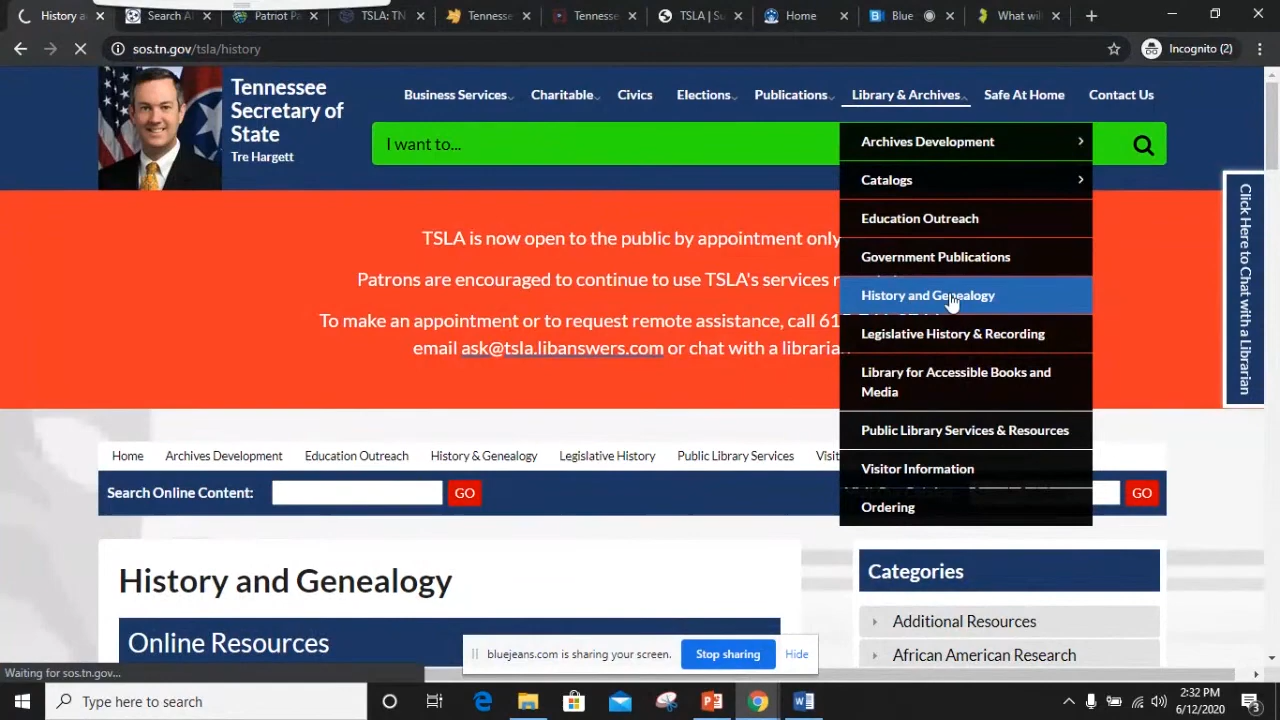 History a
Search Al
Patriot Pa
TSLA: TN
Tennesse
Tennesse
TSLA | Su
Home
Blue
What wil
sos.tn.gov/tsla/history
Incognito (2)
Tennessee
Secretary of
State
Tre Hargett
Business Services
Charitable
Civics
Elections
Publications
Library & Archives
Safe At Home
Contact Us
I want to...
Archives Development
Catalogs
Education Outreach
Government Publications
History and Genealogy
Legislative History & Recording
Library for Accessible Books and
Media
Public Library Services & Resources
Visitor Information
Ordering
Click Here to Chat with a Librarian
TSLA is now open to the public by appointment only
Patrons are encouraged to continue to use TSLA's services r
To make an appointment or to request remote assistance, call 61
email ask@tsla.libanswers.com or chat with a librarian
Home
Archives Development
Education Outreach
History & Genealogy
Legislative History
Public Library Services
Visit
Search Online Content:
GO
GO
History and Genealogy
Online Resources
Categories
Additional Resources
African American Research
bluejeans.com is sharing your screen.
Stop sharing
Hide
Waiting for sos.tn.gov...
Type here to search
2:32 PM
6/12/2020
3